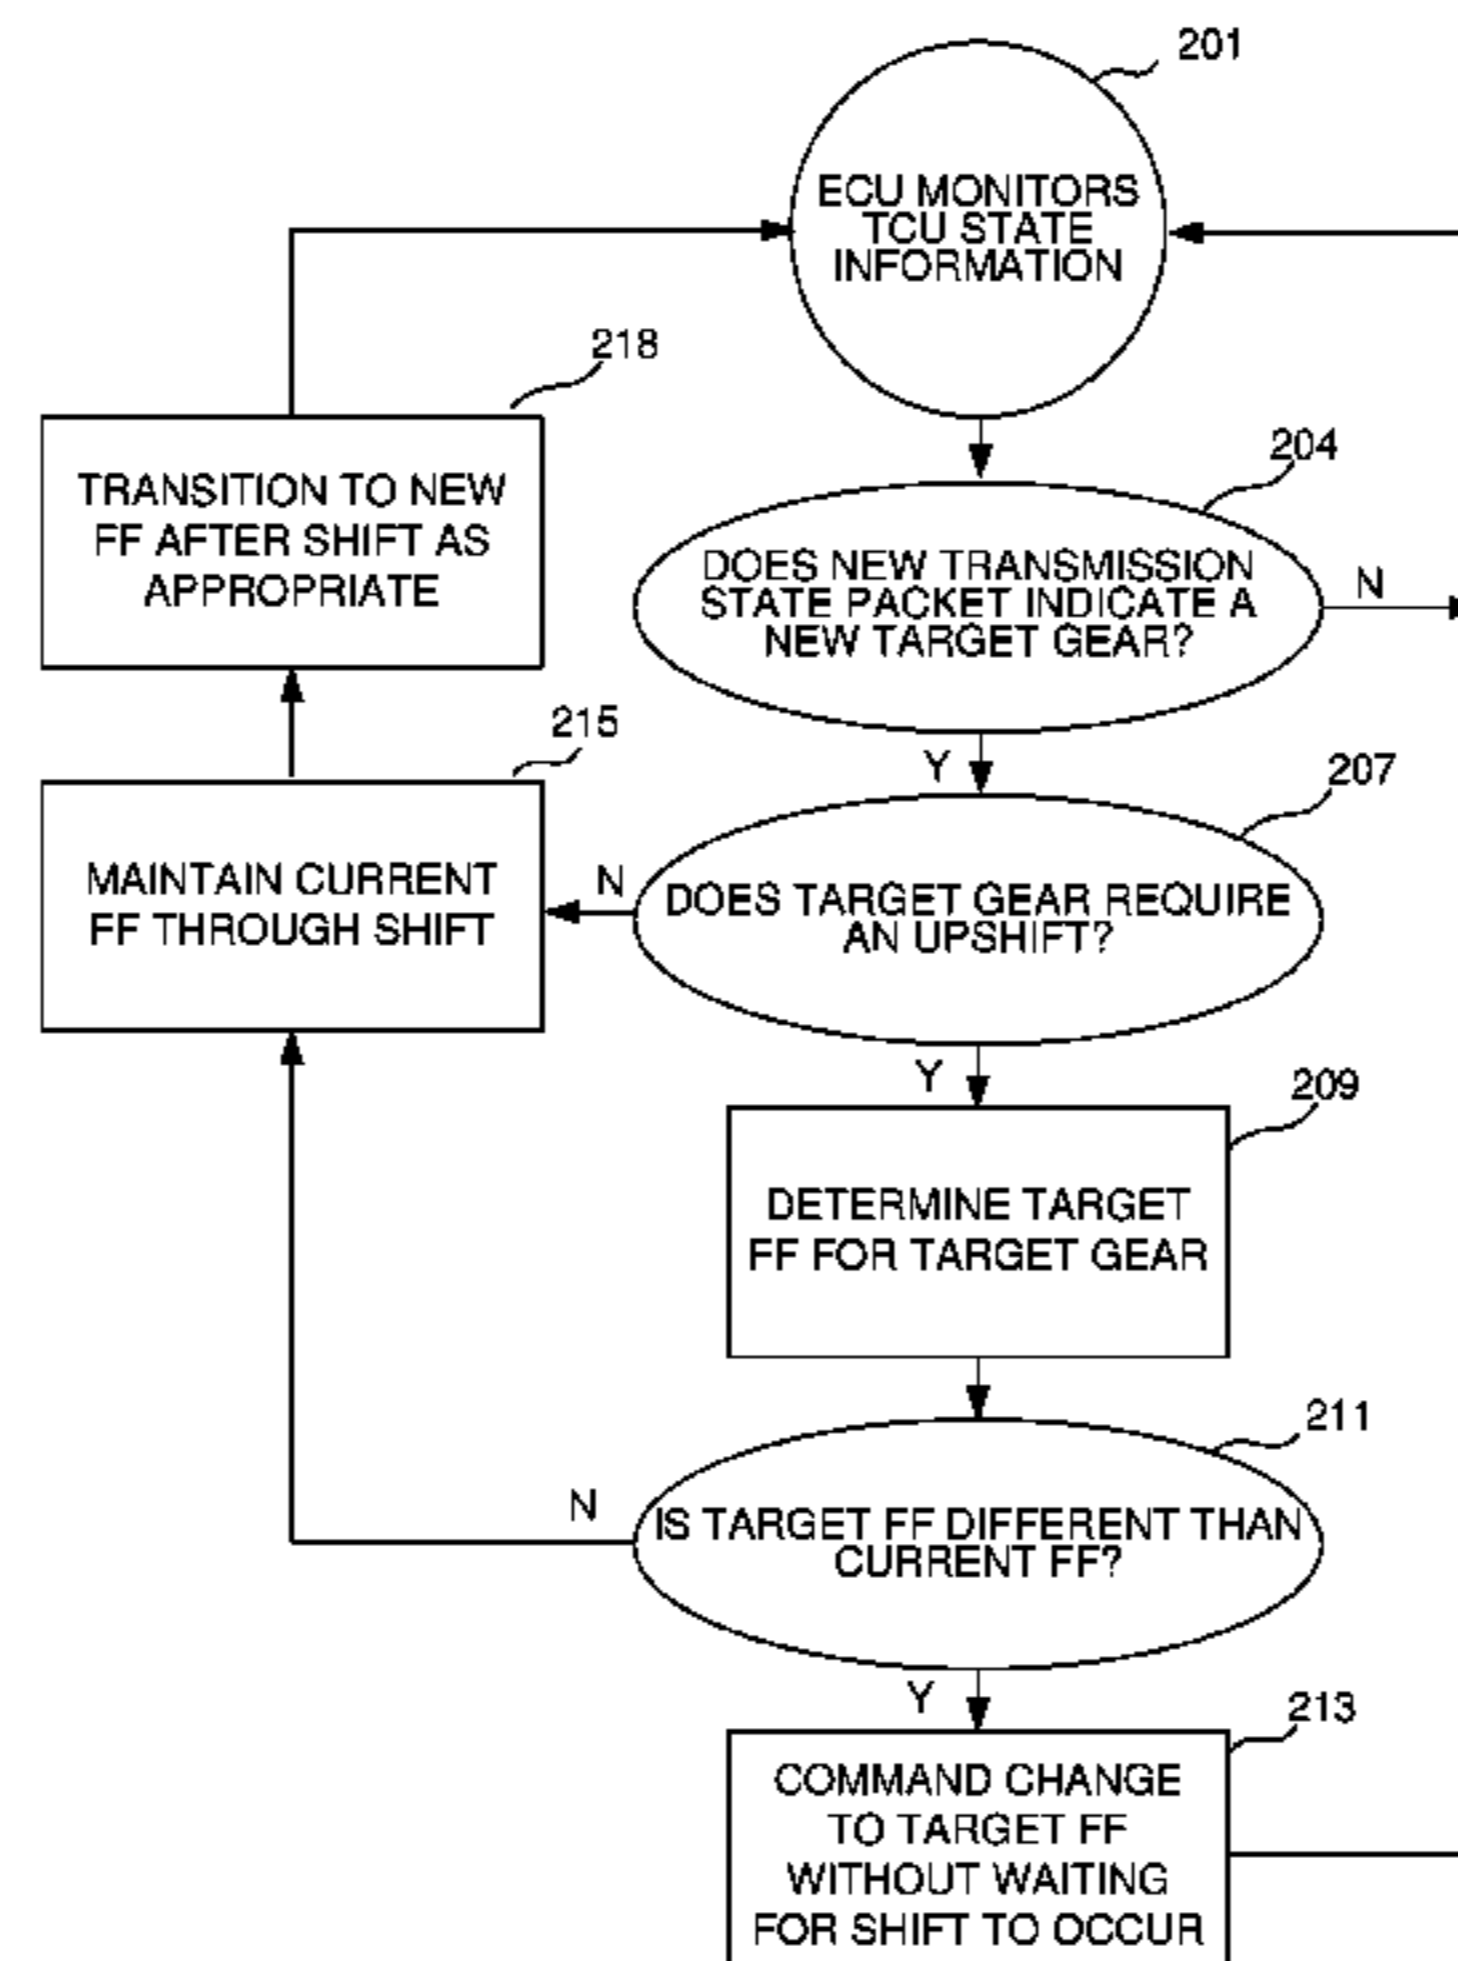 201
ECU MONITORS
TCU STATE
INFORMATION
218
TRANSITION TO NEW
FF AFTER SHIFT AS
APPROPRIATE
204
DOES NEW TRANSMISSION
STATE PACKET INDICATE A
NEW TARGET GEAR?
N
Y
215
MAINTAIN CURRENT
FF THROUGH SHIFT
207
N
DOES TARGET GEAR REQUIRE
AN UPSHIFT?
Y
209
DETERMINE TARGET
FF FOR TARGET GEAR
211
N
IS TARGET FF DIFFERENT THAN
CURRENT FF?
Y
213
COMMAND CHANGE
TO TARGET FF
WITHOUT WAITING
FOR SHIFT TO OCCUR